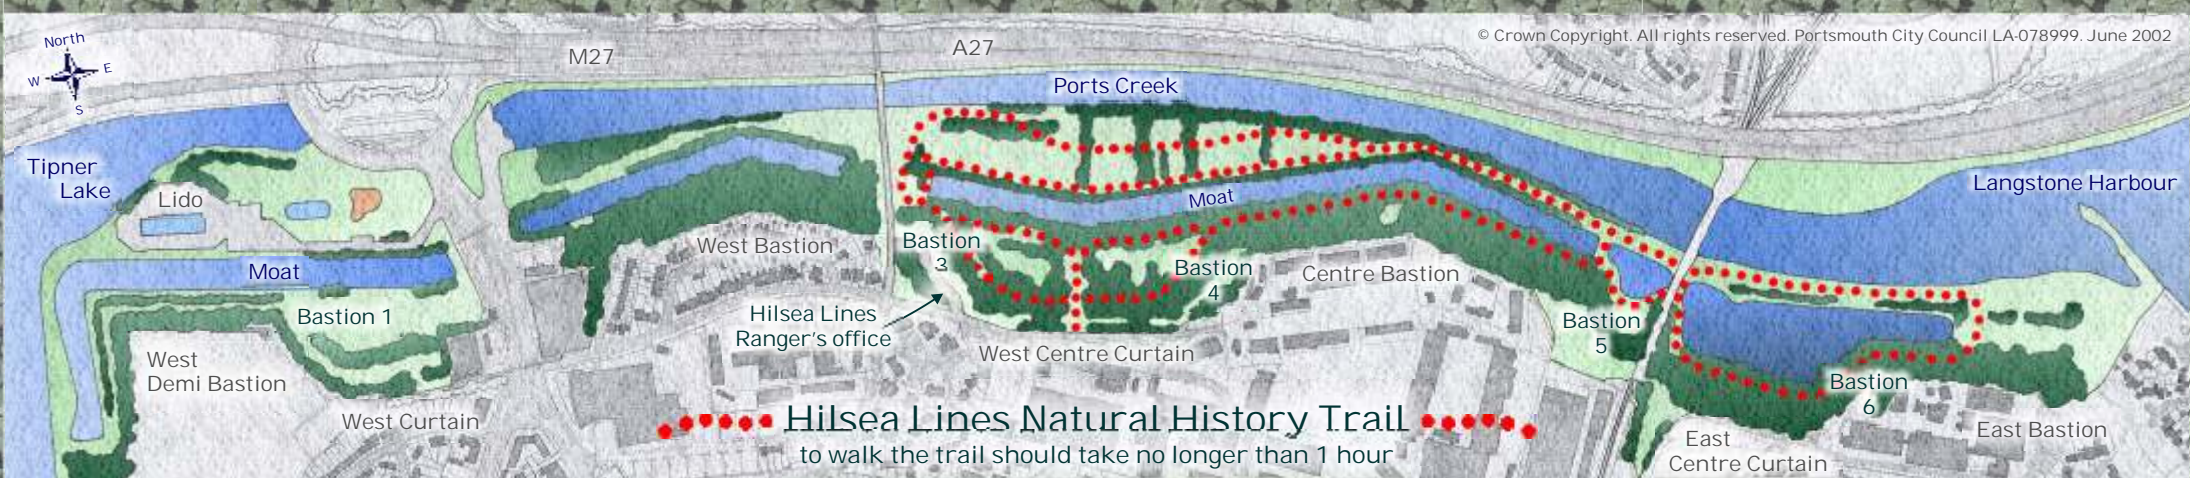 © Crown Copyright. All rights reserved. Portsmouth City Council LA-078999. June 2002
North
W
E
S
M27
A27
Ports Creek
Tipner
Lake
Lido
Langstone Harbour
Moat
West Bastion
Bastion
3
Bastion
4
Centre Bastion
Moat
Bastion 1
Hilsea Lines
Ranger's office
Bastion
5
West
Demi Bastion
West Centre Curtain
Bastion
6
West Curtain
Hilsea Lines Natural History Trail
to walk the trail should take no longer than 1 hour
East
Centre Curtain
East Bastion